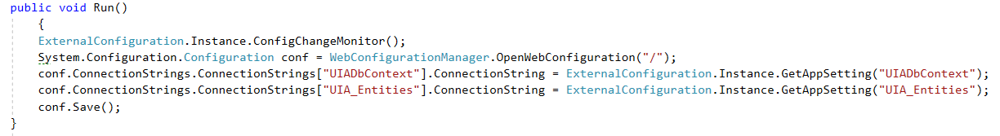 public void Run()
{
ExternalConfiguration.Instance.ConfigChangeMonitor();
System.Configuration.Configuration conf = WebConfigurationManager.OpenWebConfiguration("/");
conf.ConnectionStrings.ConnectionStrings["UIADbContext"].ConnectionString = ExternalConfiguration.Instance.GetAppSetting("UIADbContext");
conf.ConnectionStrings.ConnectionStrings["UIA_Entities"].ConnectionString = ExternalConfiguration.Instance.GetAppSetting("UIA_Entities");
conf.Save();
}